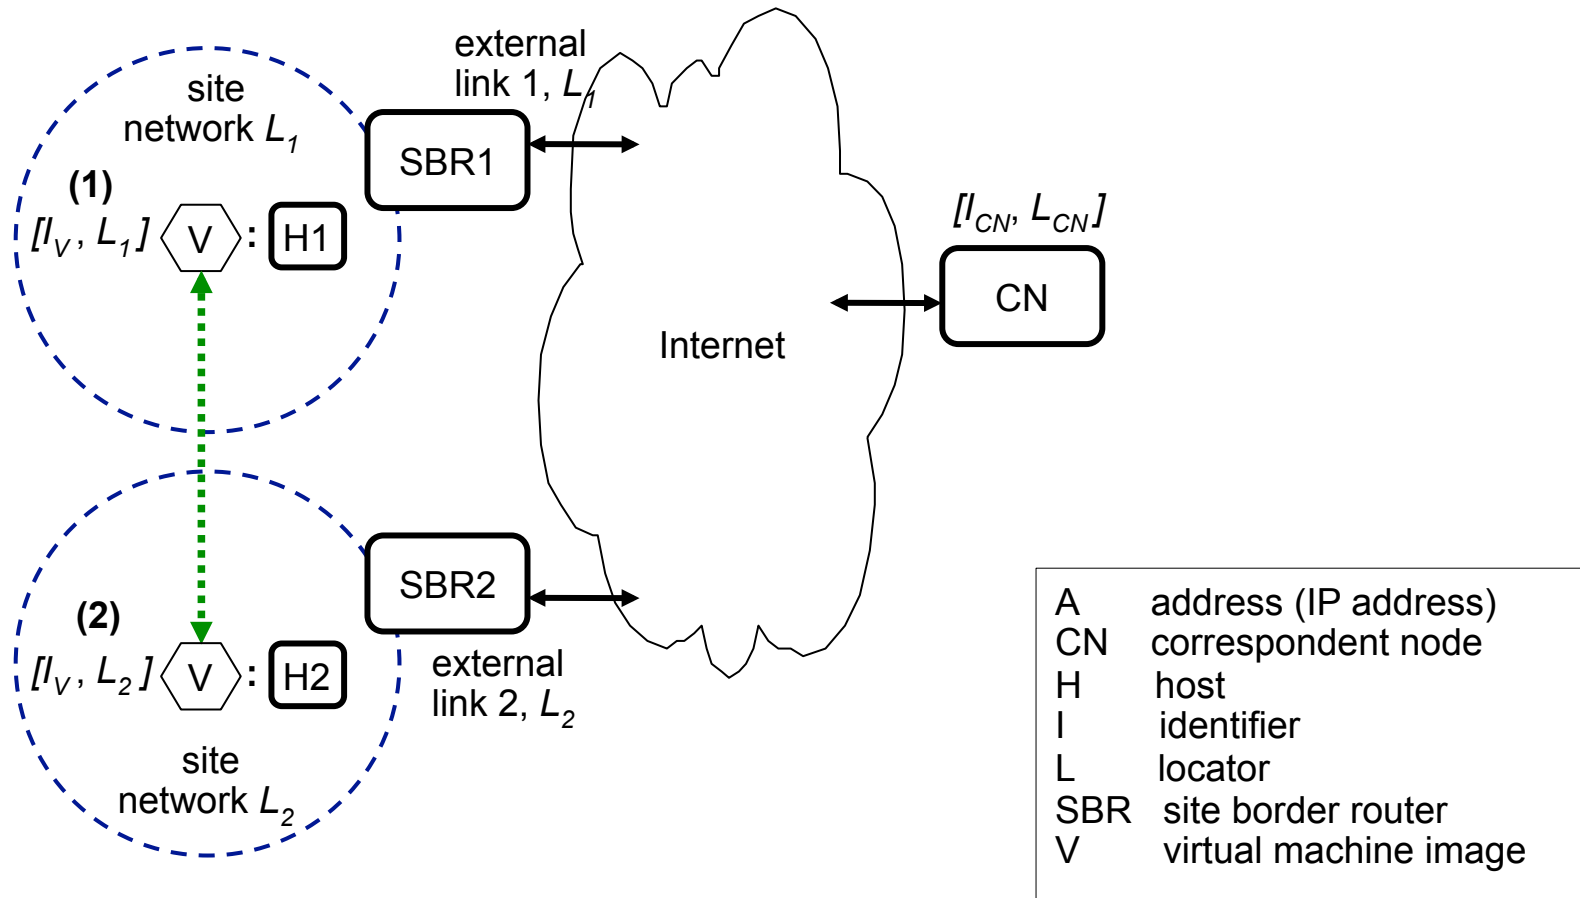 external
link 1, L1
site
network L1
SBR1
(1)
[IV, L1] V : H1
[ICN, LCN]
CN
Internet
SBR2
(2)
[IV, L2] V : H2
external
link 2, L2
site
network L2
A address (IP address)
CN correspondent node
H host
I identifier
L locator
SBR site border router
V virtual machine image